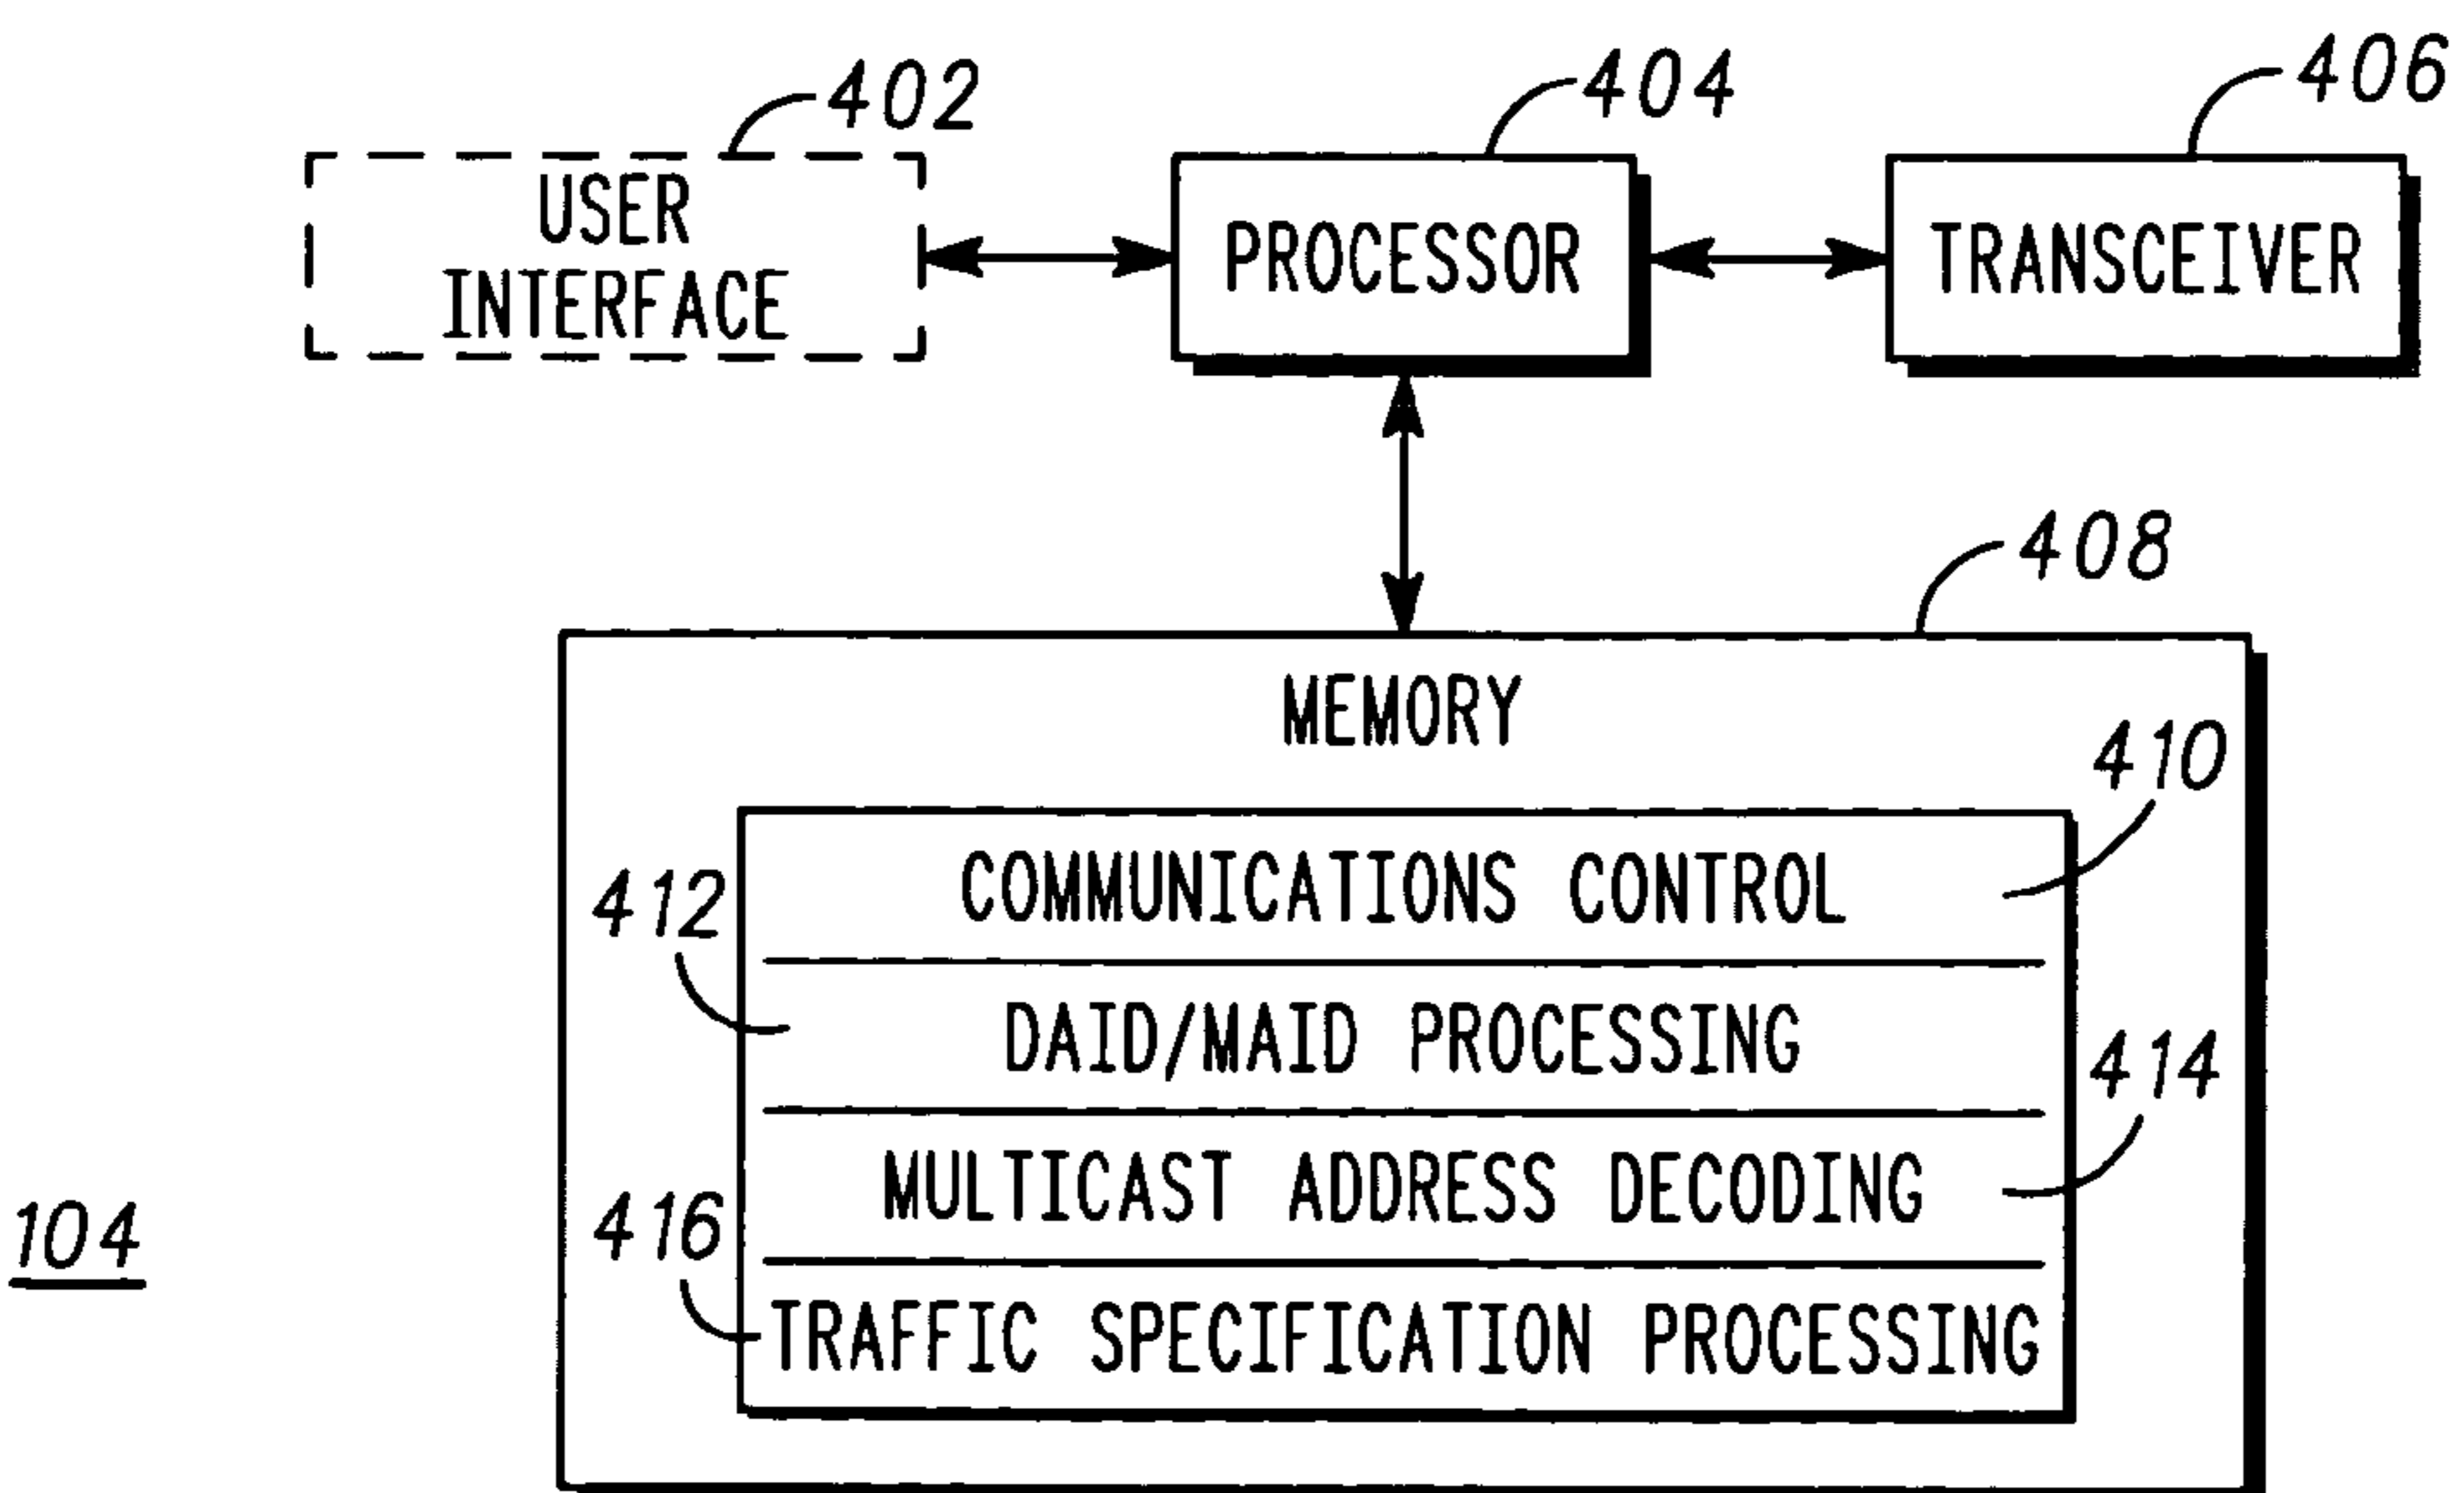 402
404
406
USER
INTERFACE
PROCESSOR
TRANSCEIVER
408
MEMORY
410
COMMUNICATIONS CONTROL
412
DAID/MAID PROCESSING
414
MULTICAST ADDRESS DECODING
416
104
TRAFFIC SPECIFICATION PROCESSING